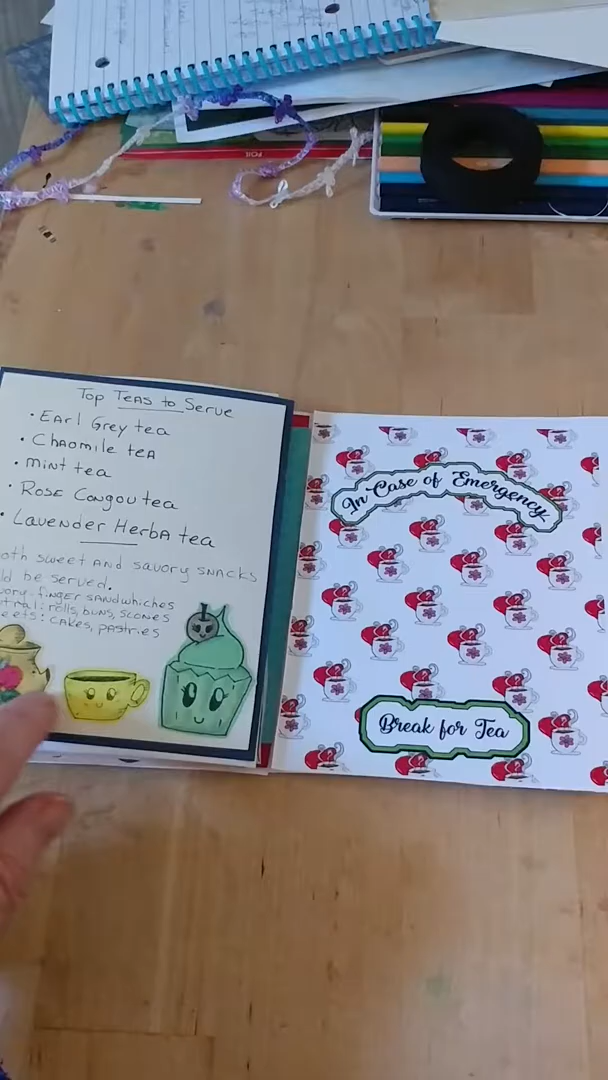 Top Teas to Serve
• Earl Grey tea
• Chaomile tea
• mint tea
• Rose Congou tea
• Lavender Herba tea
oth sweet and savory snacks
ld be served.
vory: finger sandwhiches
tral: rolls, buns, scones
eets: cakes, pastries
In Case of Emergency
Break for Tea